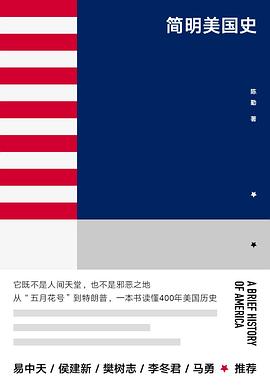 简明美国史
陈勤 著
它既不是人间天堂，也不是邪恶之地
从“五月花号”到特朗普，一本书读懂400年美国历史
A BRIEF HISTORY
OF AMERICA
易中天 / 侯建新 / 樊树志 / 李冬君 / 马勇 ★ 推荐